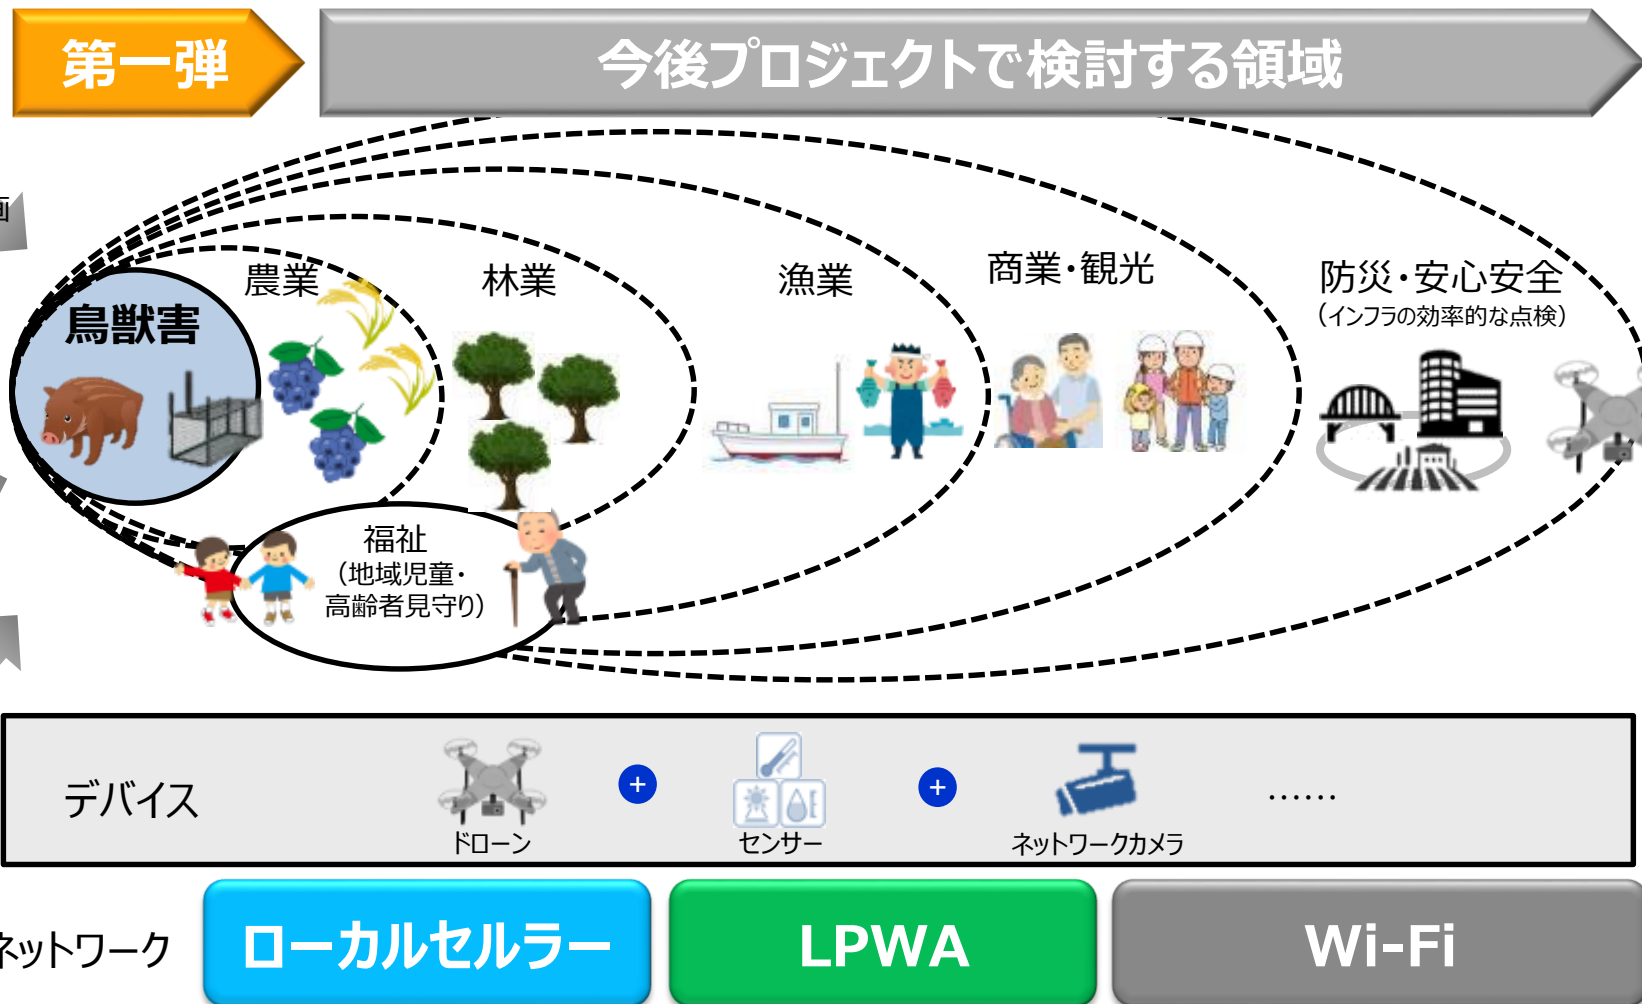 第一弾
今後プロジェクトで検討する領域
画
鳥獣害
農業
林業
漁業
商業・観光
防災・安心安全
（インフラの効率的な点検）
福祉
（地域児童・
高齢者見守り）
デバイス
+
+
……
ドローン
センサー
ネットワークカメラ
ネットワーク
ローカルセルラー
LPWA
Wi-Fi